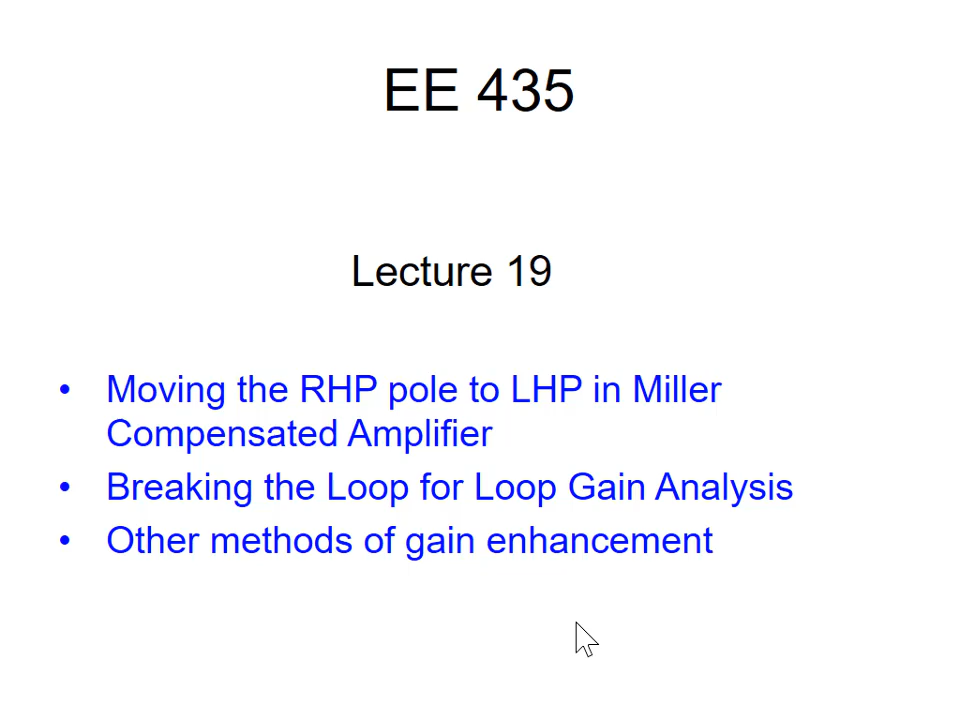 EE 435
Lecture 19
• Moving the RHP pole to LHP in Miller
Compensated Amplifier
• Breaking the Loop for Loop Gain Analysis
• Other methods of gain enhancement